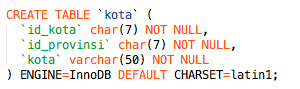 CREATE TABLE `kota` (
`id_kota` char(7) NOT NULL,
`id_provinsi` char(7) NOT NULL,
`kota` varchar(50) NOT NULL
) ENGINE=InnoDB DEFAULT CHARSET=latin1;